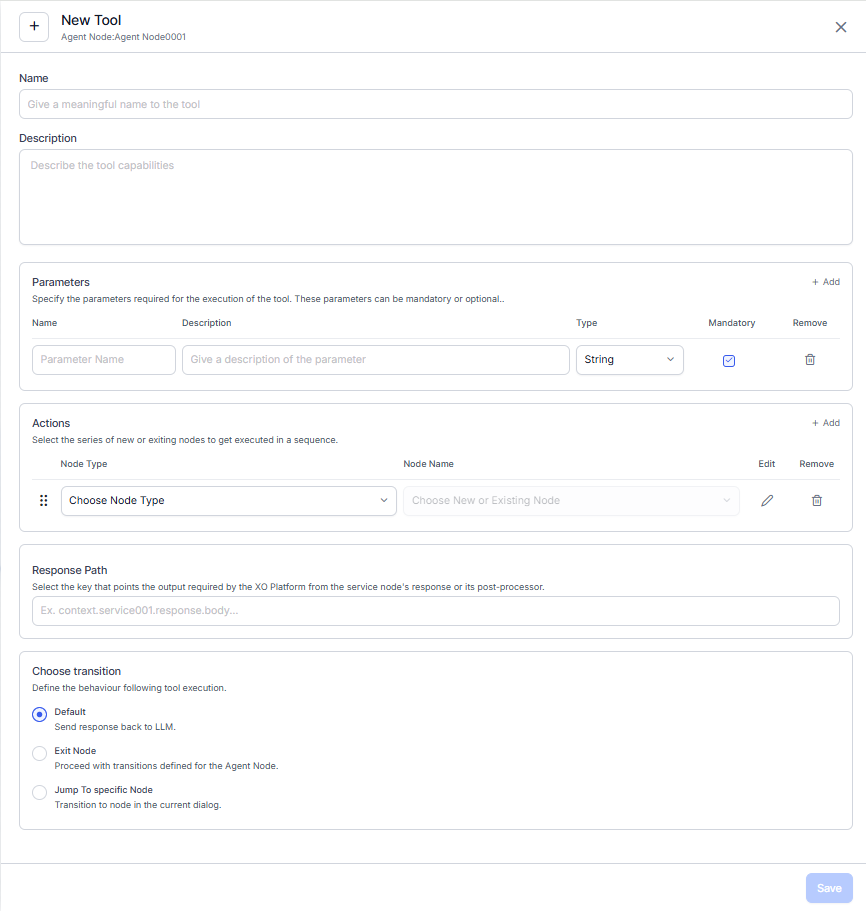 New Tool
Agent Node:Agent Node0001
Name
Give a meaningful name to the tool
Description
Describe the tool capabilities
Parameters
+ Add
Specify the parameters required for the execution of the tool. These parameters can be mandatory or optional..
Name Description Type Mandatory Remove
Parameter Name Give a description of the parameter String
Actions
+ Add
Select the series of new or exiting nodes to get executed in a sequence.
Node Type Node Name Edit Remove
Choose Node Type Choose New or Existing Node
Response Path
Select the key that points the output required by the XO Platform from the service node's response or its post-processor.
Ex. context.service001.response.body...
Choose transition
Define the behaviour following tool execution.
Default
Send response back to LLM.
Exit Node
Proceed with transitions defined for the Agent Node.
Jump To specific Node
Transition to node in the current dialog.
Save